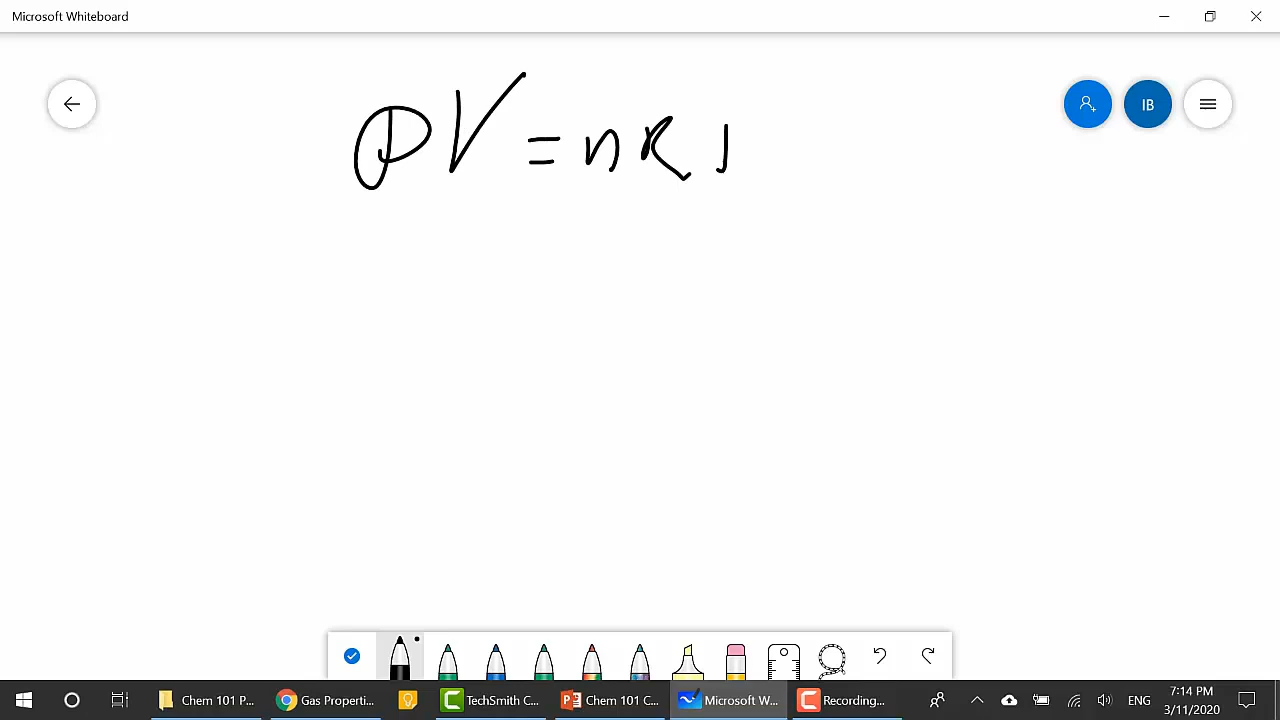 Microsoft Whiteboard
IB
PV = nR
Chem 101 P...
Gas Properti...
TechSmith C...
Chem 101 C...
Microsoft W...
Recording...
ENG
7:14 PM
3/11/2020